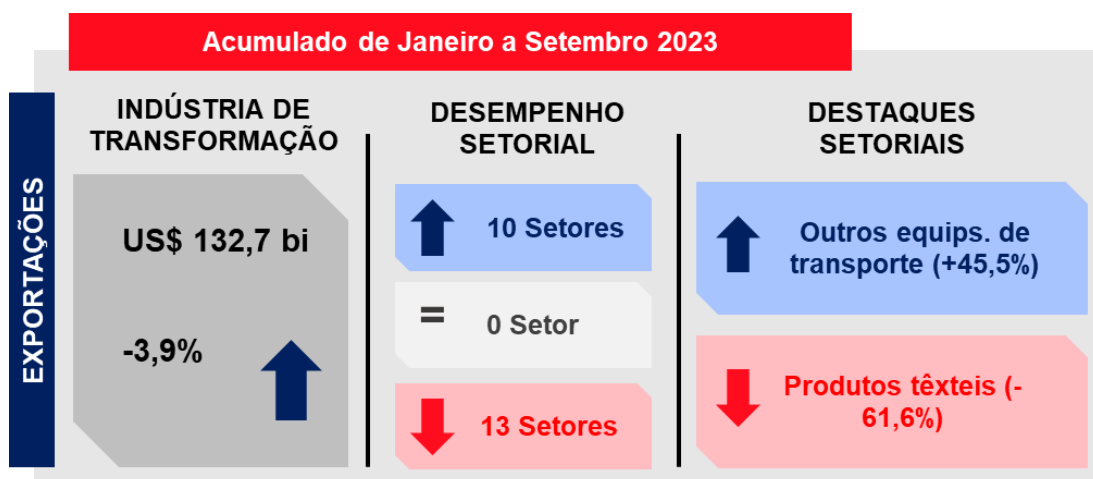 Acumulado de Janeiro a Setembro 2023
EXPORTAÇÕES
INDÚSTRIA DE
TRANSFORMAÇÃO
US$ 132,7 bi
-3,9%
DESEMPENHO
SETORIAL
10 Setores
=
0 Setor
13 Setores
DESTAQUES
SETORIAIS
Outros equips. de
transporte (+45,5%)
Produtos têxteis (-
61,6%)